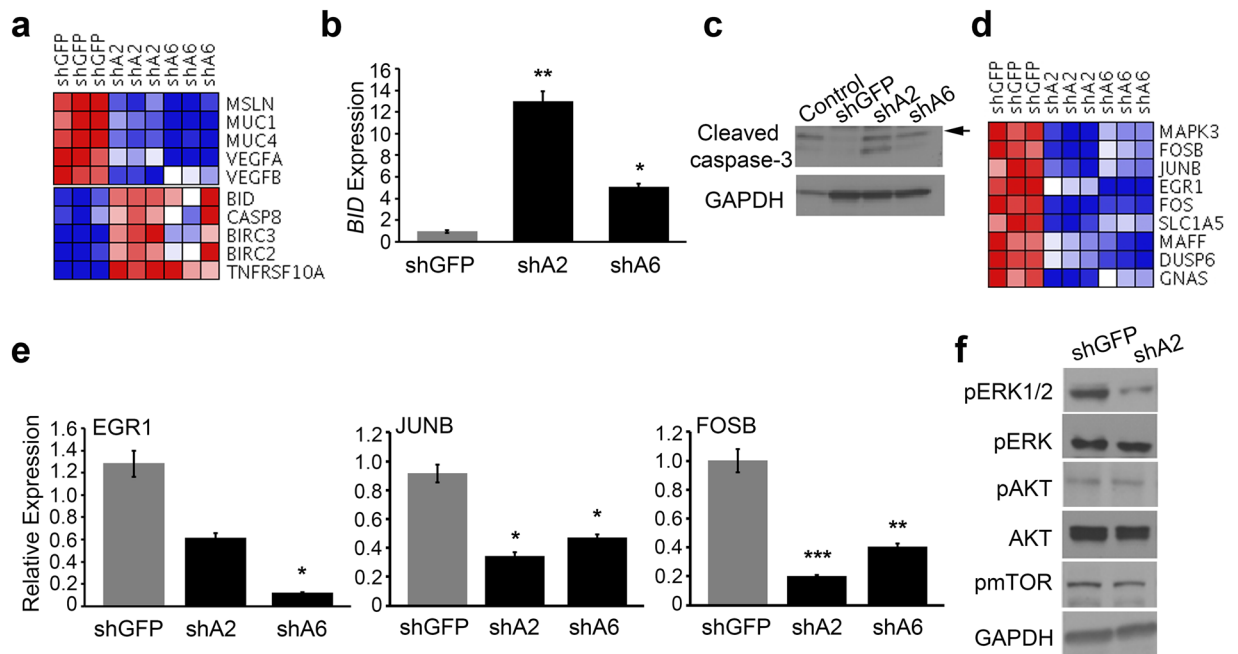 a
shGFP
shGFP
shGFP
shA2
shA2
shA2
shA6
shA6
shA6
MSLN
MUC1
MUC4
VEGFA
VEGFB
BID
CASP8
BIRC3
BIRC2
TNFRSF10A
b
BID Expression
16
14
12
10
8
6
4
2
0
**
*
shGFP
shA2
shA6
c
Control
shGFP
shA2
shA6
Cleaved
caspase-3
GAPDH
d
shGFP
shGFP
shGFP
shA2
shA2
shA2
shA6
shA6
shA6
MAPK3
FOSB
JUNB
EGR1
FOS
SLC1A5
MAFF
DUSP6
GNAS
e
Relative Expression
EGR1
1.6
1.4
1.2
1.0
0.8
0.6
0.4
0.2
0
*
shGFP
shA2
shA6
JUNB
1.2
1.0
0.8
0.6
0.4
0.2
0
*
*
shGFP
shA2
shA6
FOSB
1.2
1.0
0.8
0.6
0.4
0.2
0
***
**
shGFP
shA2
shA6
f
shGFP
shA2
pERK1/2
pERK
pAKT
AKT
pmTOR
GAPDH